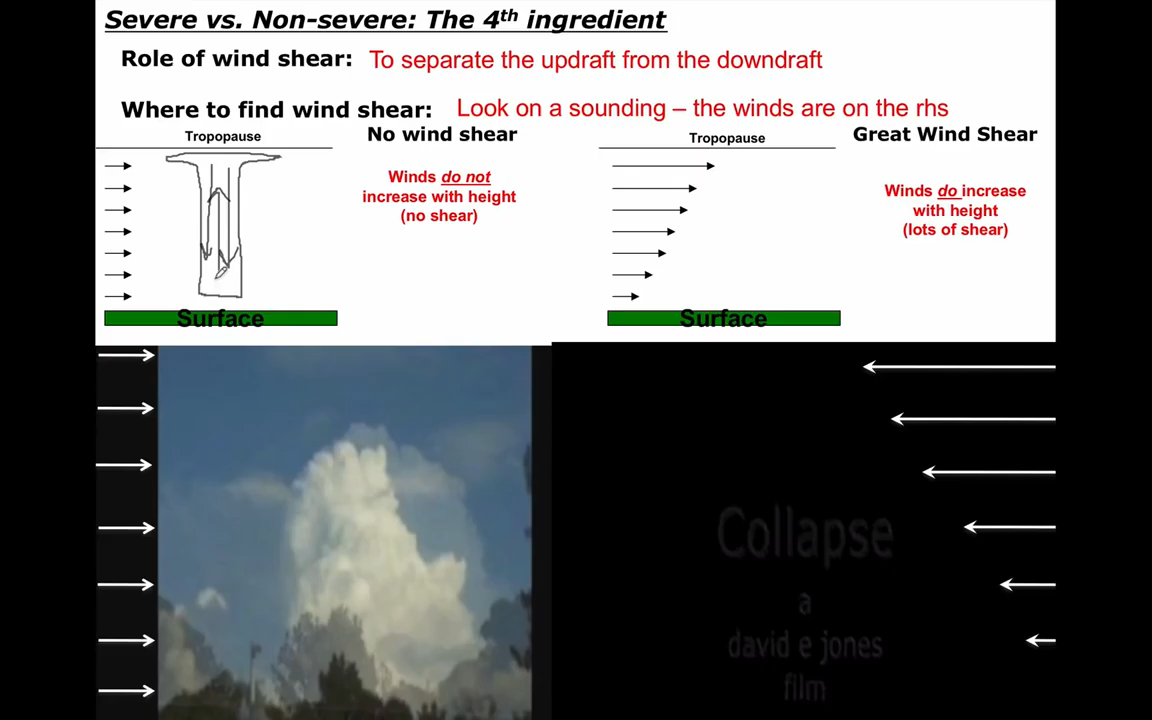 Severe vs. Non-severe: The 4th ingredient
Role of wind shear: To separate the updraft from the downdraft
Where to find wind shear: Look on a sounding – the winds are on the rhs
Tropopause
No wind shear
Winds do not
increase with height
(no shear)
Surface
Tropopause
Great Wind Shear
Winds do increase
with height
(lots of shear)
Surface
Collapse
a
david e jones
film